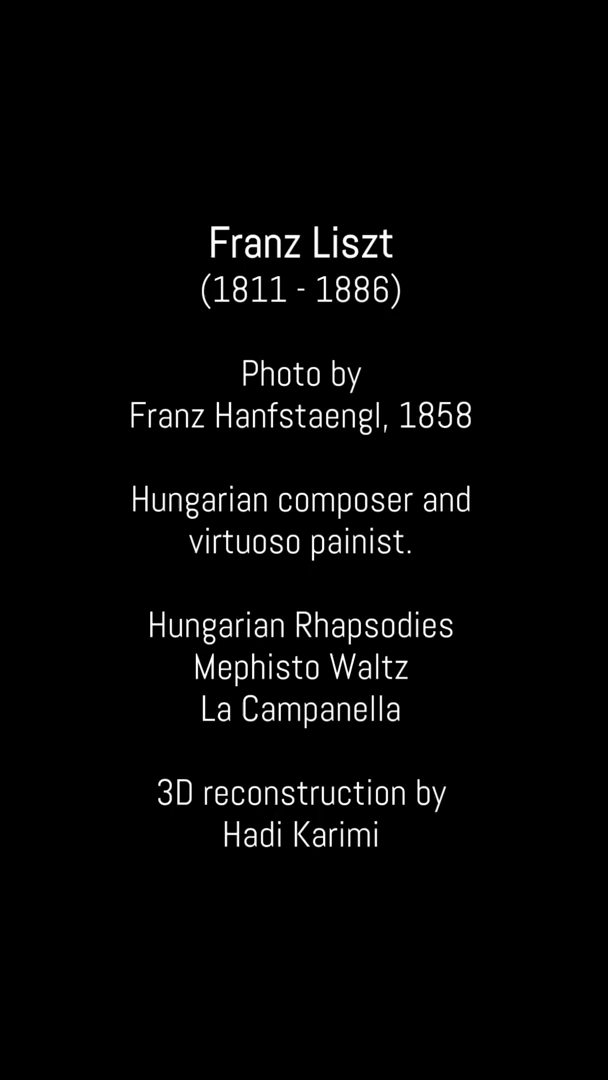 Franz Liszt
(1811 - 1886)
Photo by
Franz Hanfstaengl, 1858
Hungarian composer and
virtuoso painist.
Hungarian Rhapsodies
Mephisto Waltz
La Campanella
3D reconstruction by
Hadi Karimi